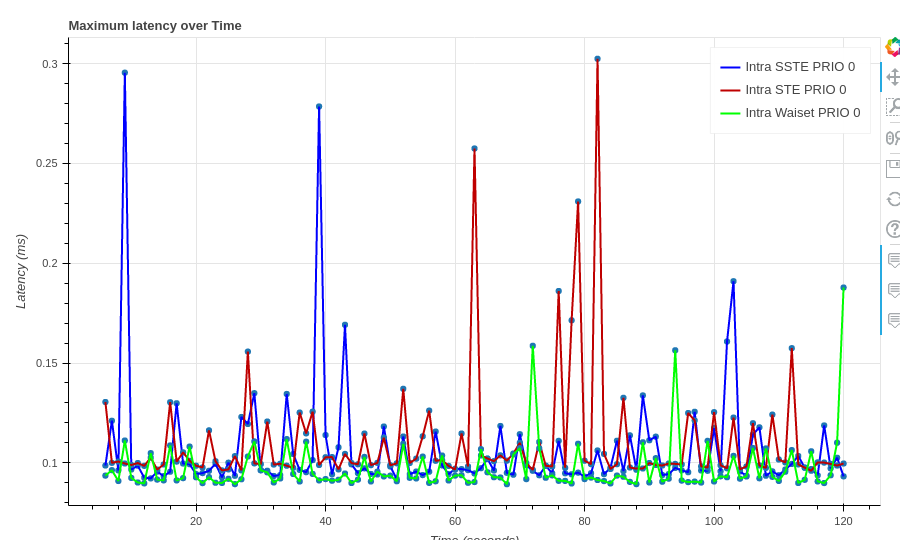 Maximum latency over Time
Intra SSTE PRIO 0
Intra STE PRIO 0
Intra Waiset PRIO 0
Latency (ms)
0.3
0.25
0.2
0.15
0.1
20 40 60 80 100 120
Time (seconds)